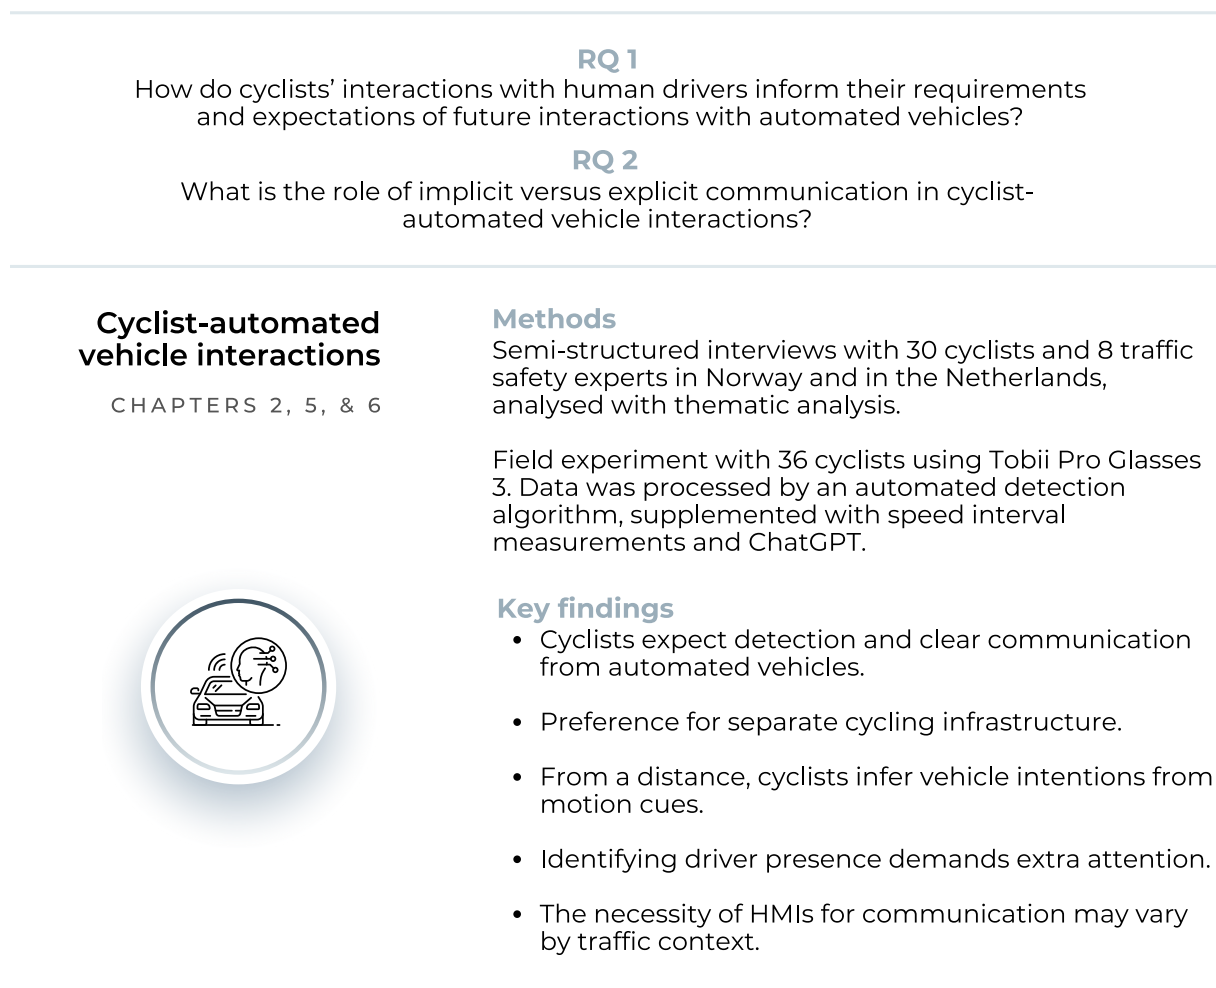 RQ 1
How do cyclists’ interactions with human drivers inform their requirements
and expectations of future interactions with automated vehicles?
RQ 2
What is the role of implicit versus explicit communication in cyclist-
automated vehicle interactions?
Cyclist-automated
vehicle interactions
CHAPTERS 2, 5, & 6
Methods
Semi-structured interviews with 30 cyclists and 8 traffic
safety experts in Norway and in the Netherlands,
analysed with thematic analysis.
Field experiment with 36 cyclists using Tobii Pro Glasses
3. Data was processed by an automated detection
algorithm, supplemented with speed interval
measurements and ChatGPT.
Key findings
• Cyclists expect detection and clear communication
from automated vehicles.
• Preference for separate cycling infrastructure.
• From a distance, cyclists infer vehicle intentions from
motion cues.
• Identifying driver presence demands extra attention.
• The necessity of HMIs for communication may vary
by traffic context.